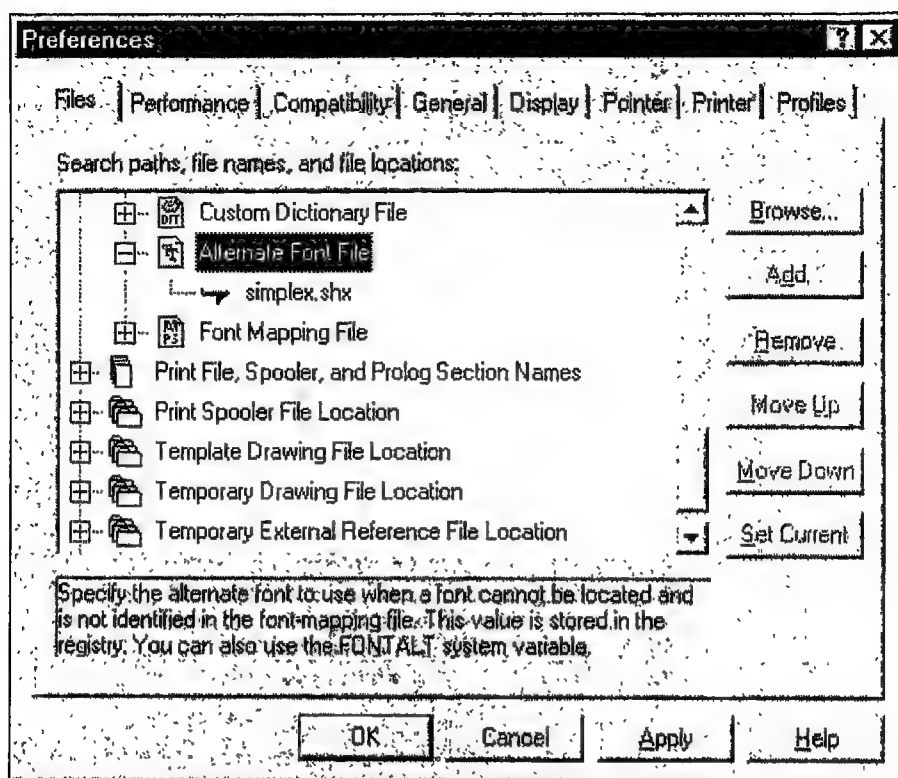 Preferences
Files Performance Compatibility General Display Pointer Printer Profiles
Search paths, file names, and file locations:
Custom Dictionary File
Alternate Font File
simplex.shx
Font Mapping File
Print File, Spooler, and Prolog Section Names
Print Spooler File Location
Template Drawing File Location
Temporary Drawing File Location
Temporary External Reference File Location
Browse...
Add.
Remove
Move Up
Move Down
Set Current
Specify the alternate font to use when a font cannot be located and
is not identified in the font-mapping file. This value is stored in the
registry. You can also use the FONTALT system variable.
OK Cancel Apply Help